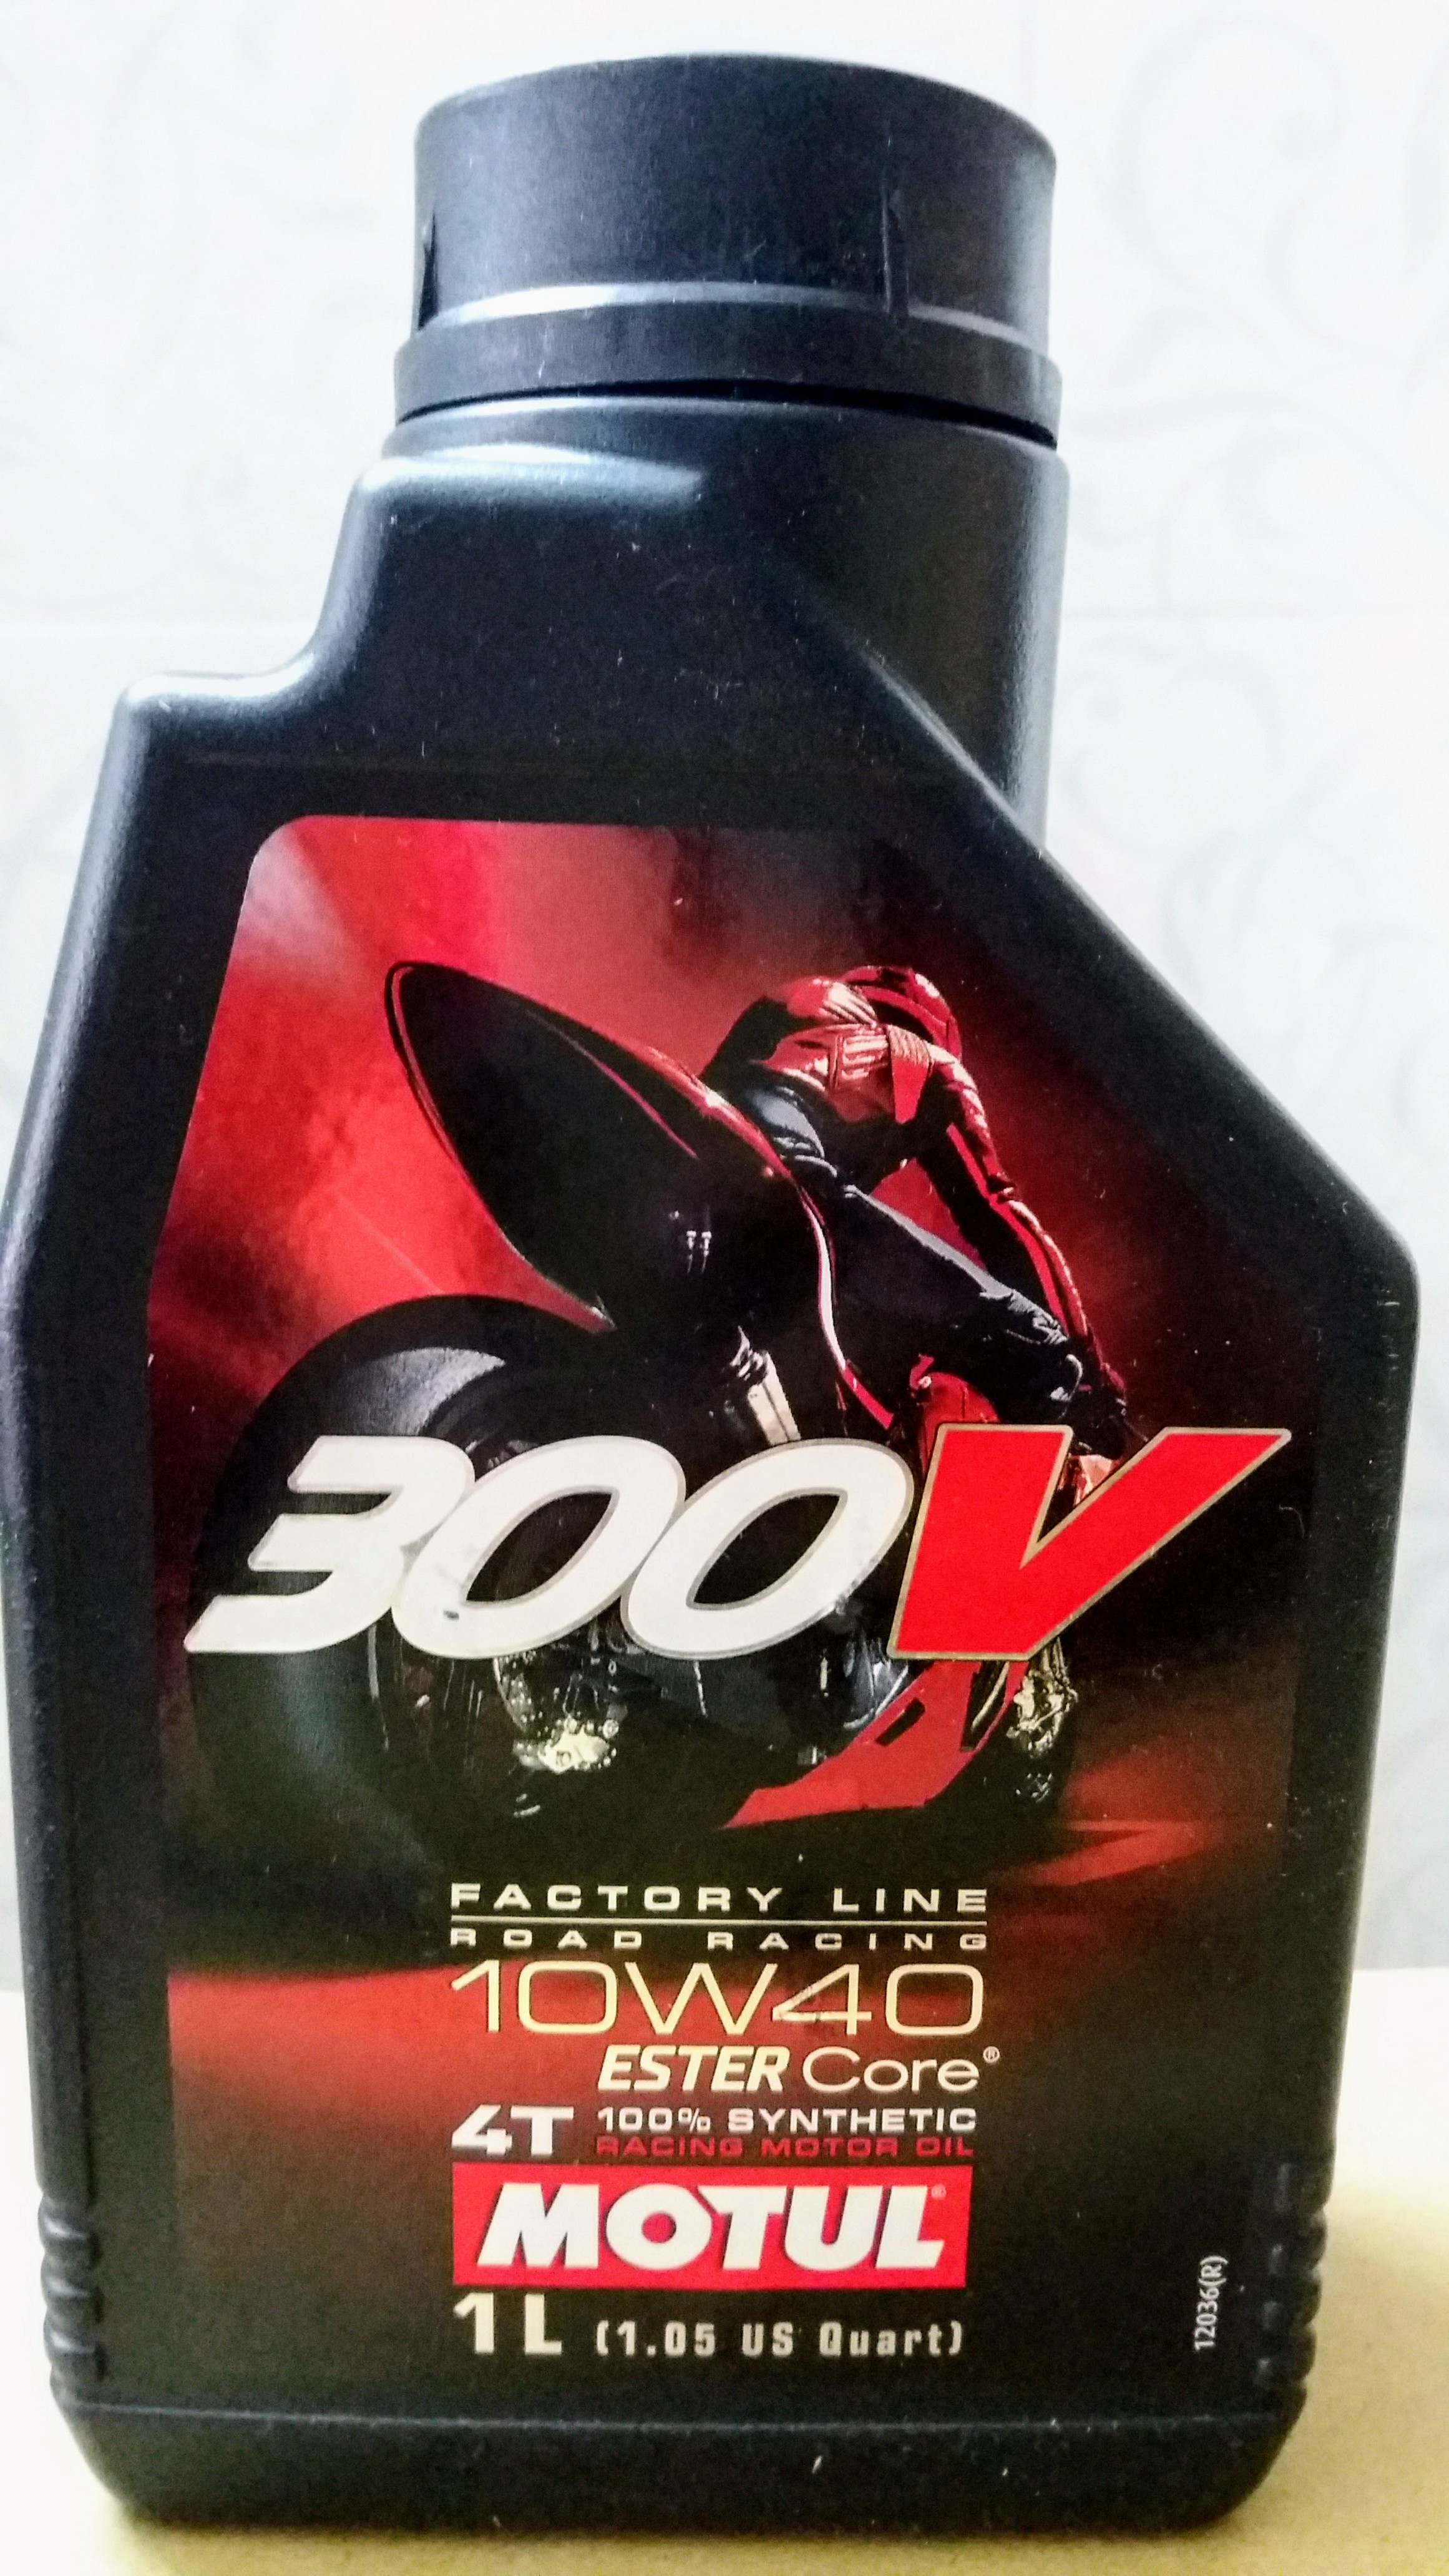 300V
FACTORY LINE
ROAD RACING
10W40
ESTER Core®
4T 100% SYNTHETIC
RACING MOTOR OIL
MOTUL®
1L (1.05 US Quart)
12036(R)